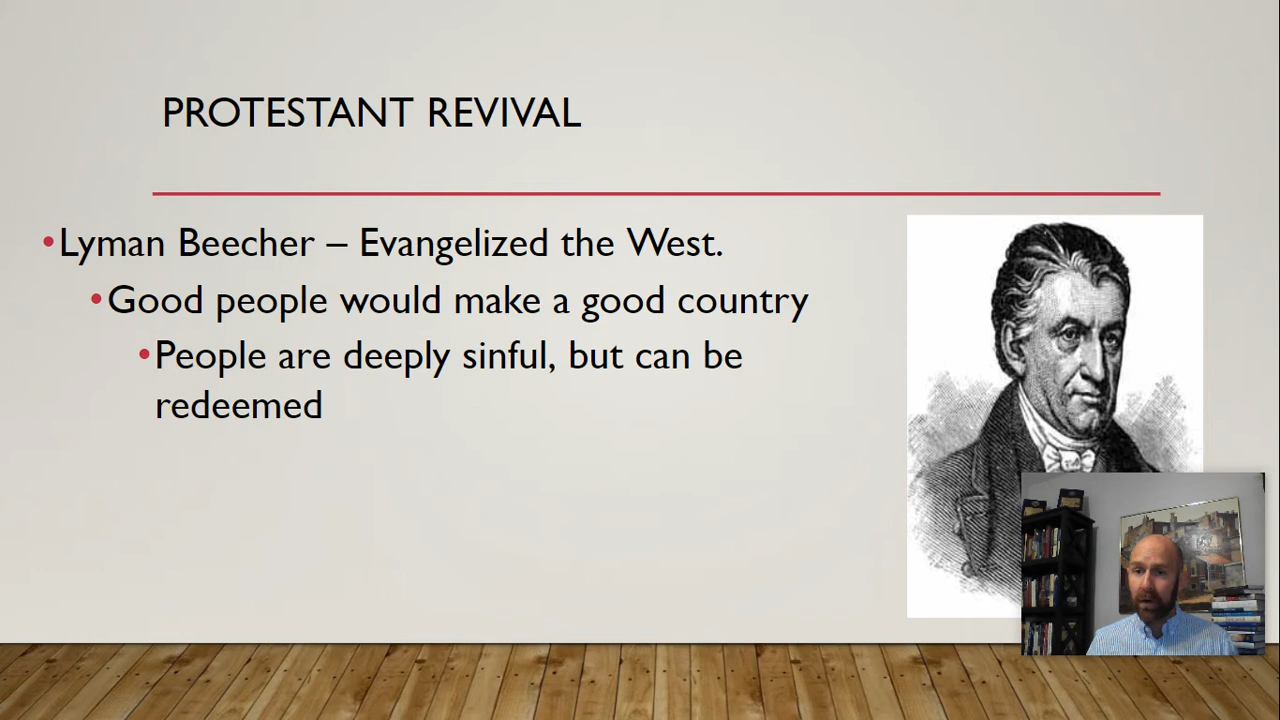 PROTESTANT REVIVAL
•Lyman Beecher – Evangelized the West.
•Good people would make a good country
•People are deeply sinful, but can be
redeemed